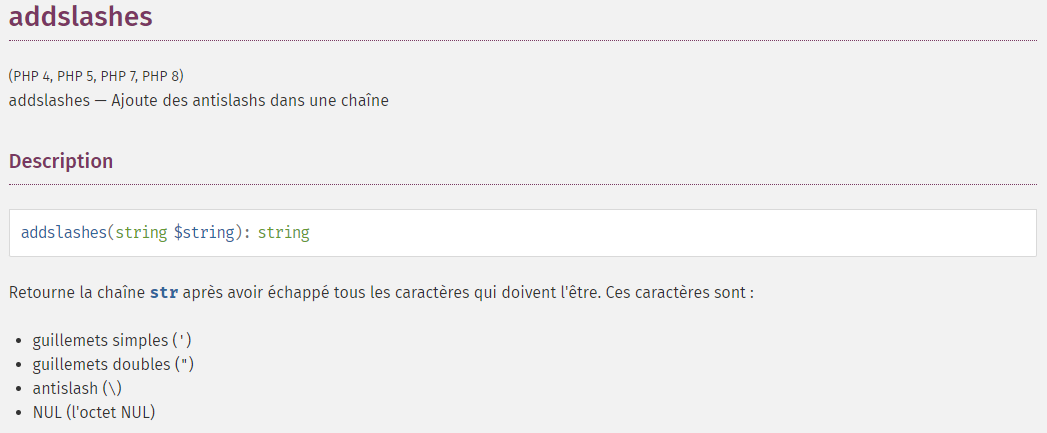 addslashes
(PHP 4, PHP 5, PHP 7, PHP 8)
addslashes — Ajoute des antislashs dans une chaîne
Description
addslashes(string $string): string
Retourne la chaîne str après avoir échappé tous les caractères qui doivent l'être. Ces caractères sont :
• guillemets simples (')
• guillemets doubles (")
• antislash (\)
• NUL (l'octet NUL)